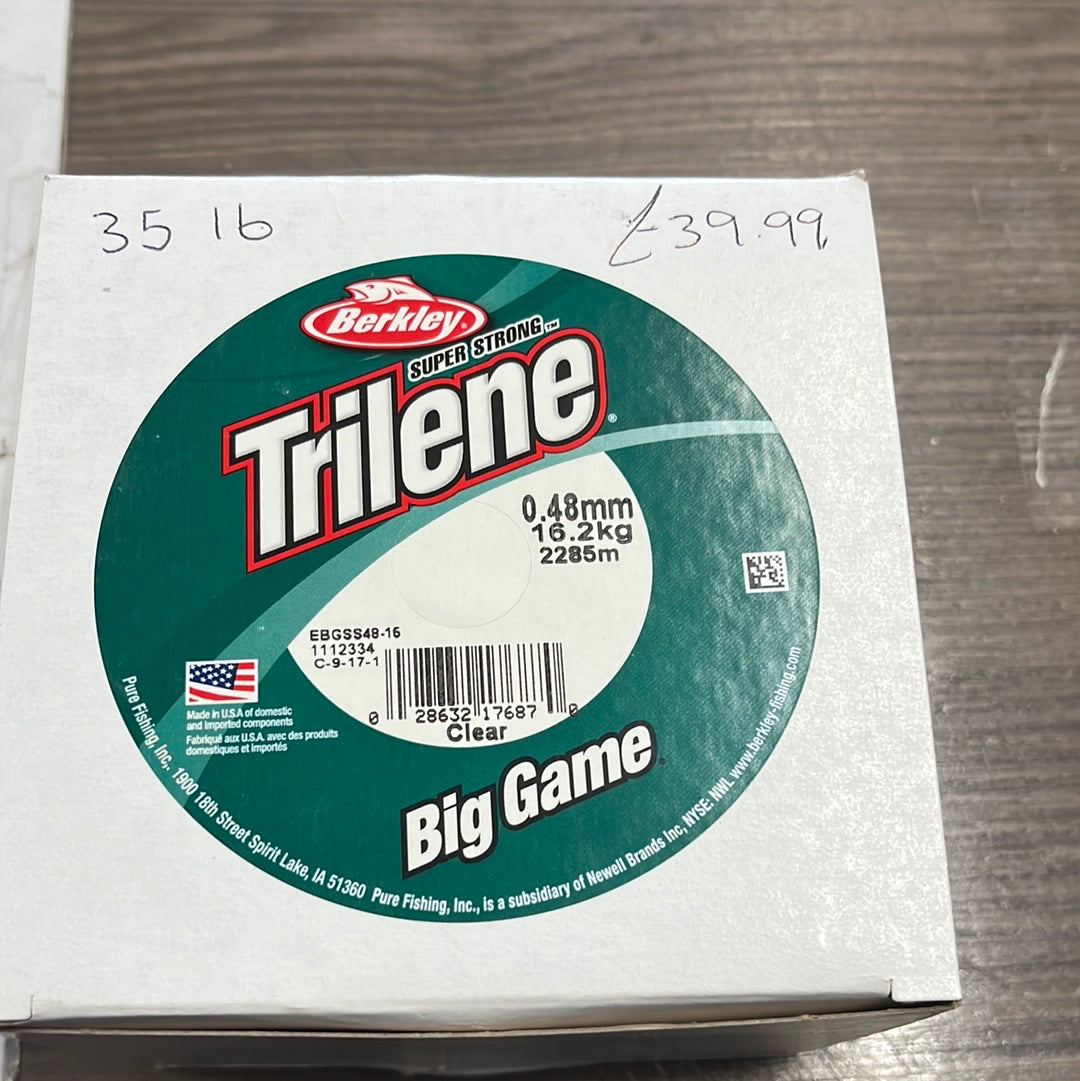 35 lb
£39.99
Berkley®
SUPER STRONG™
Trilene®
0.48mm
16.2kg
2285m
EBGSS48-15
1112334
C-9-17-1
0 28632 17687 0
Clear
Made in U.S.A of domestic
and imported components
Fabriqué aux U.S.A. avec des produits
domestiques et importés
Big Game
Pure Fishing, Inc., 1900 18th Street Spirit Lake, IA 51360 Pure Fishing, Inc., is a subsidiary of Newell Brands Inc, NYSE: NWL www.berkley-fishing.com